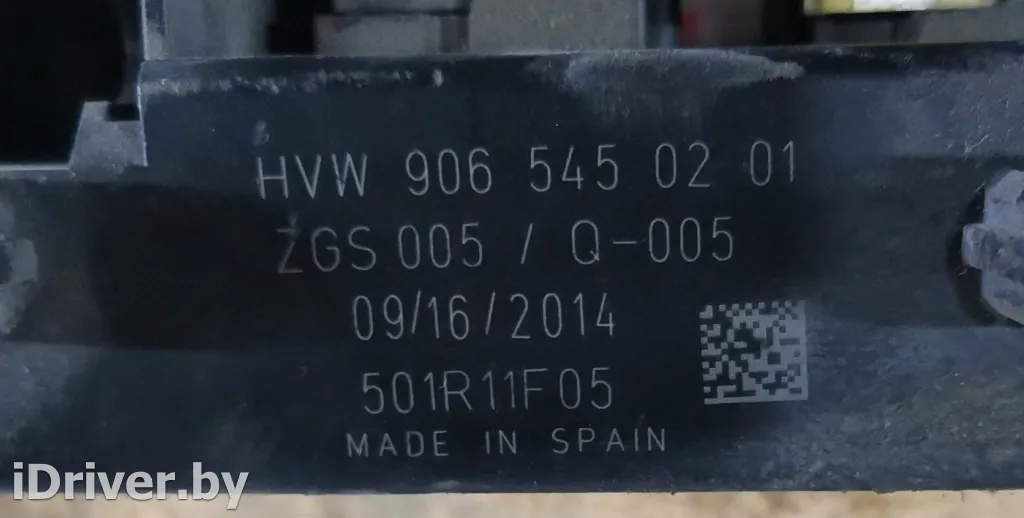 HVW 906 545 02 01
ZGS 005 / Q-005
09/16/2014
501R11F05
MADE IN SPAIN
iDriver.by